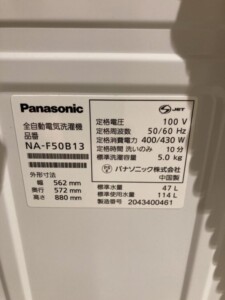 Panasonic
全自動電気洗濯機
品番
NA-F50B13
外形寸法
幅 562 mm
奥行 572 mm
高さ 880 mm
JET
定格電圧 100 V
定格周波数 50/60 Hz
定格消費電力 400/430 W
定格時間 洗いのみ 10分
標準洗濯容量 5.0 kg
パナソニック株式会社
中国製
標準水量 47 L
標準使用水量 114 L
製造番号 2043400461